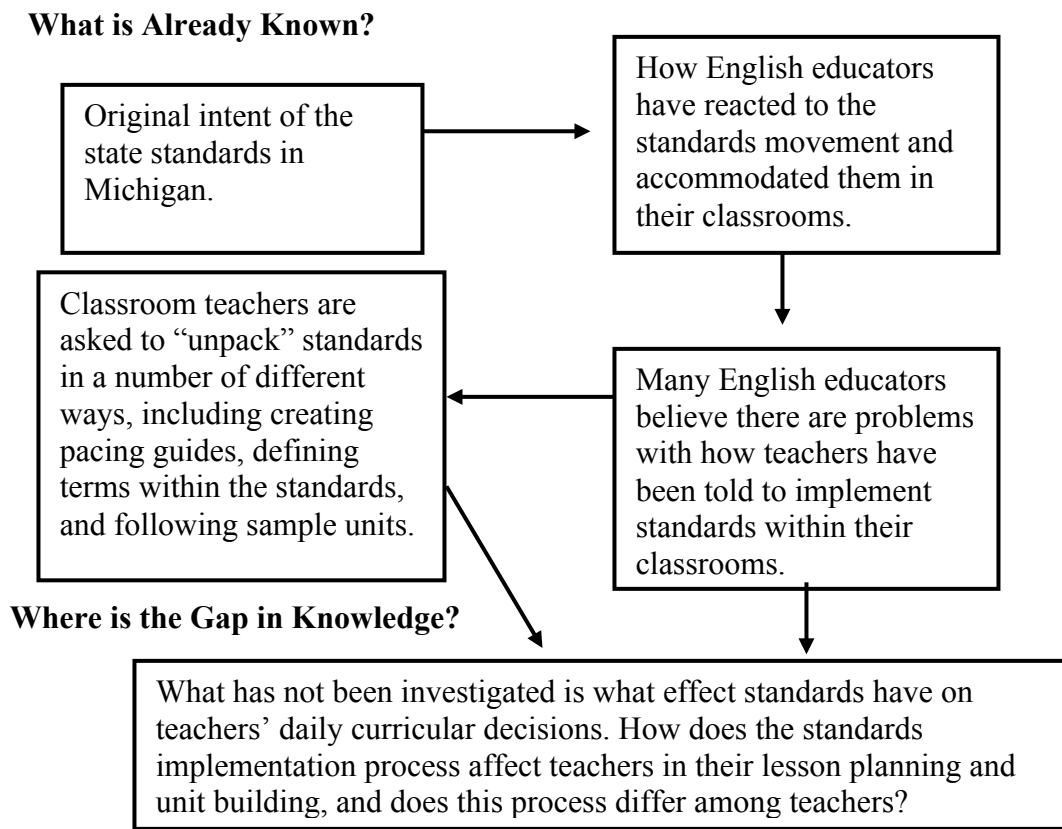 What is Already Known?
Original intent of the
state standards in
Michigan.
How English educators
have reacted to the
standards movement and
accommodated them in
their classrooms.
Many English educators
believe there are problems
with how teachers have
been told to implement
standards within their
classrooms.
Classroom teachers are
asked to “unpack” standards
in a number of different
ways, including creating
pacing guides, defining
terms within the standards,
and following sample units.
Where is the Gap in Knowledge?
What has not been investigated is what effect standards have on
teachers’ daily curricular decisions. How does the standards
implementation process affect teachers in their lesson planning and
unit building, and does this process differ among teachers?